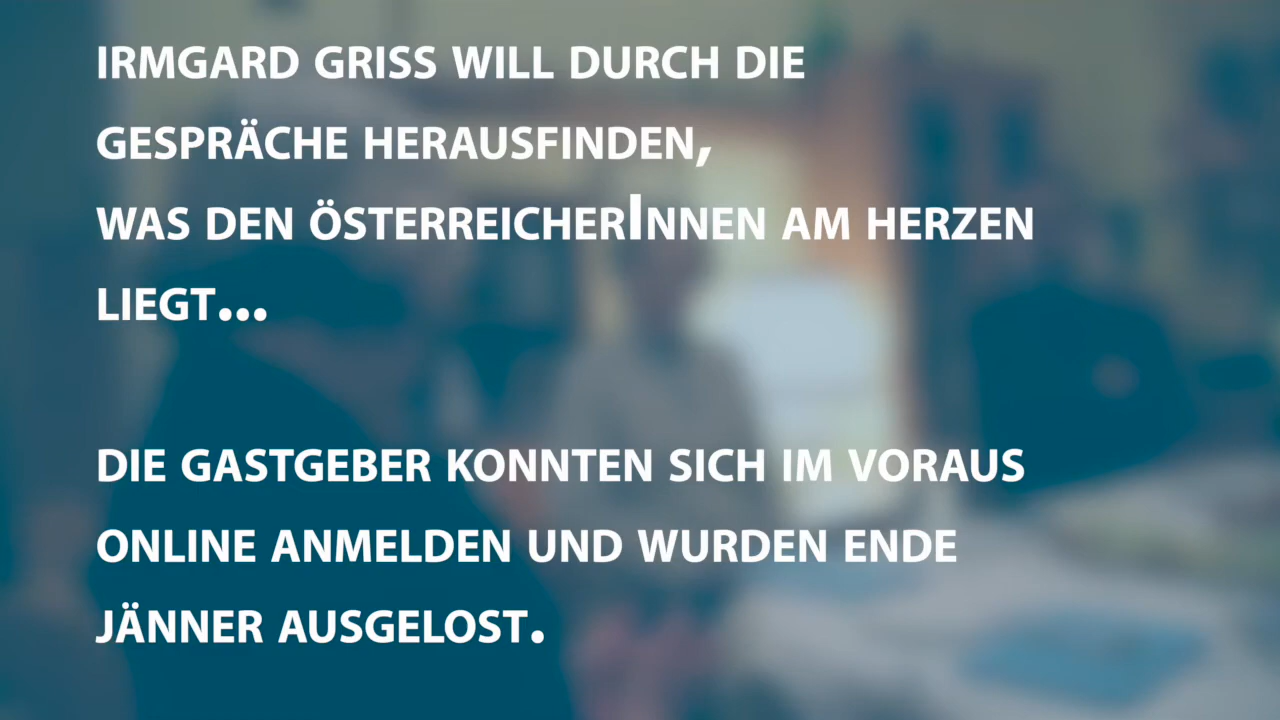 IRMGARD GRISS WILL DURCH DIE
GESPRÄCHE HERAUSFINDEN,
WAS DEN ÖSTERREICHERINNEN AM HERZEN
LIEGT...
DIE GASTGEBER KONNTEN SICH IM VORAUS
ONLINE ANMELDEN UND WURDEN ENDE
JÄNNER AUSGELOST.